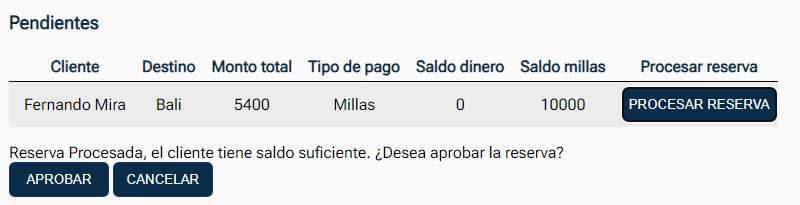 Pendientes
Cliente Destino Monto total Tipo de pago Saldo dinero Saldo millas Procesar reserva
Fernando Mira Bali 5400 Millas 0 10000 PROCESAR RESERVA
Reserva Procesada, el cliente tiene saldo suficiente. ¿Desea aprobar la reserva?
APROBAR CANCELAR